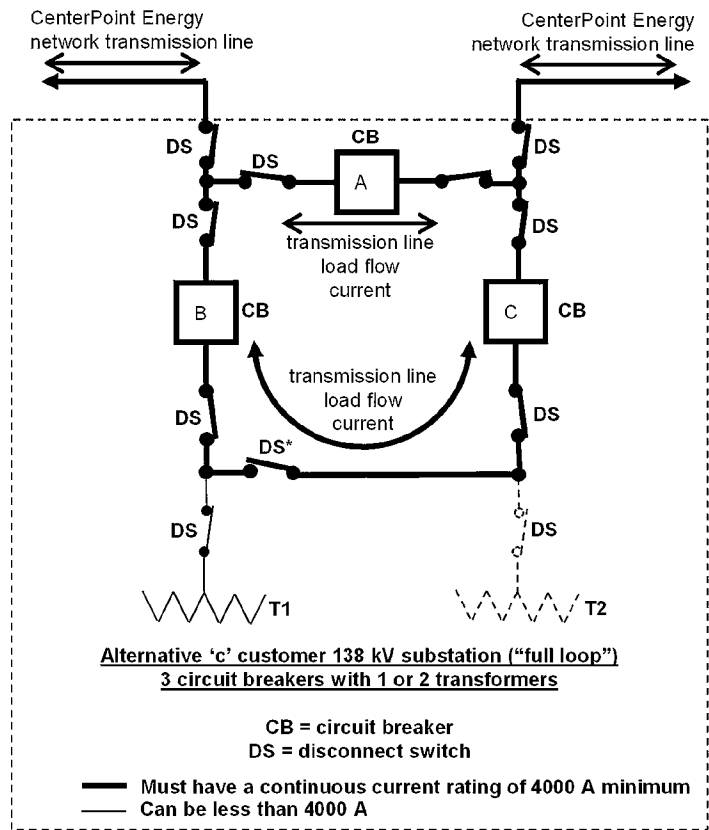 CenterPoint Energy
network transmission line
CenterPoint Energy
network transmission line
DS
DS
CB
A
DS
DS
DS
transmission line
load flow
current
B
CB
C
CB
transmission line
load flow
current
DS
DS
DS*
DS
DS
T1
T2
Alternative ‘c’ customer 138 kV substation (“full loop”)
3 circuit breakers with 1 or 2 transformers
CB = circuit breaker
DS = disconnect switch
Must have a continuous current rating of 4000 A minimum
Can be less than 4000 A